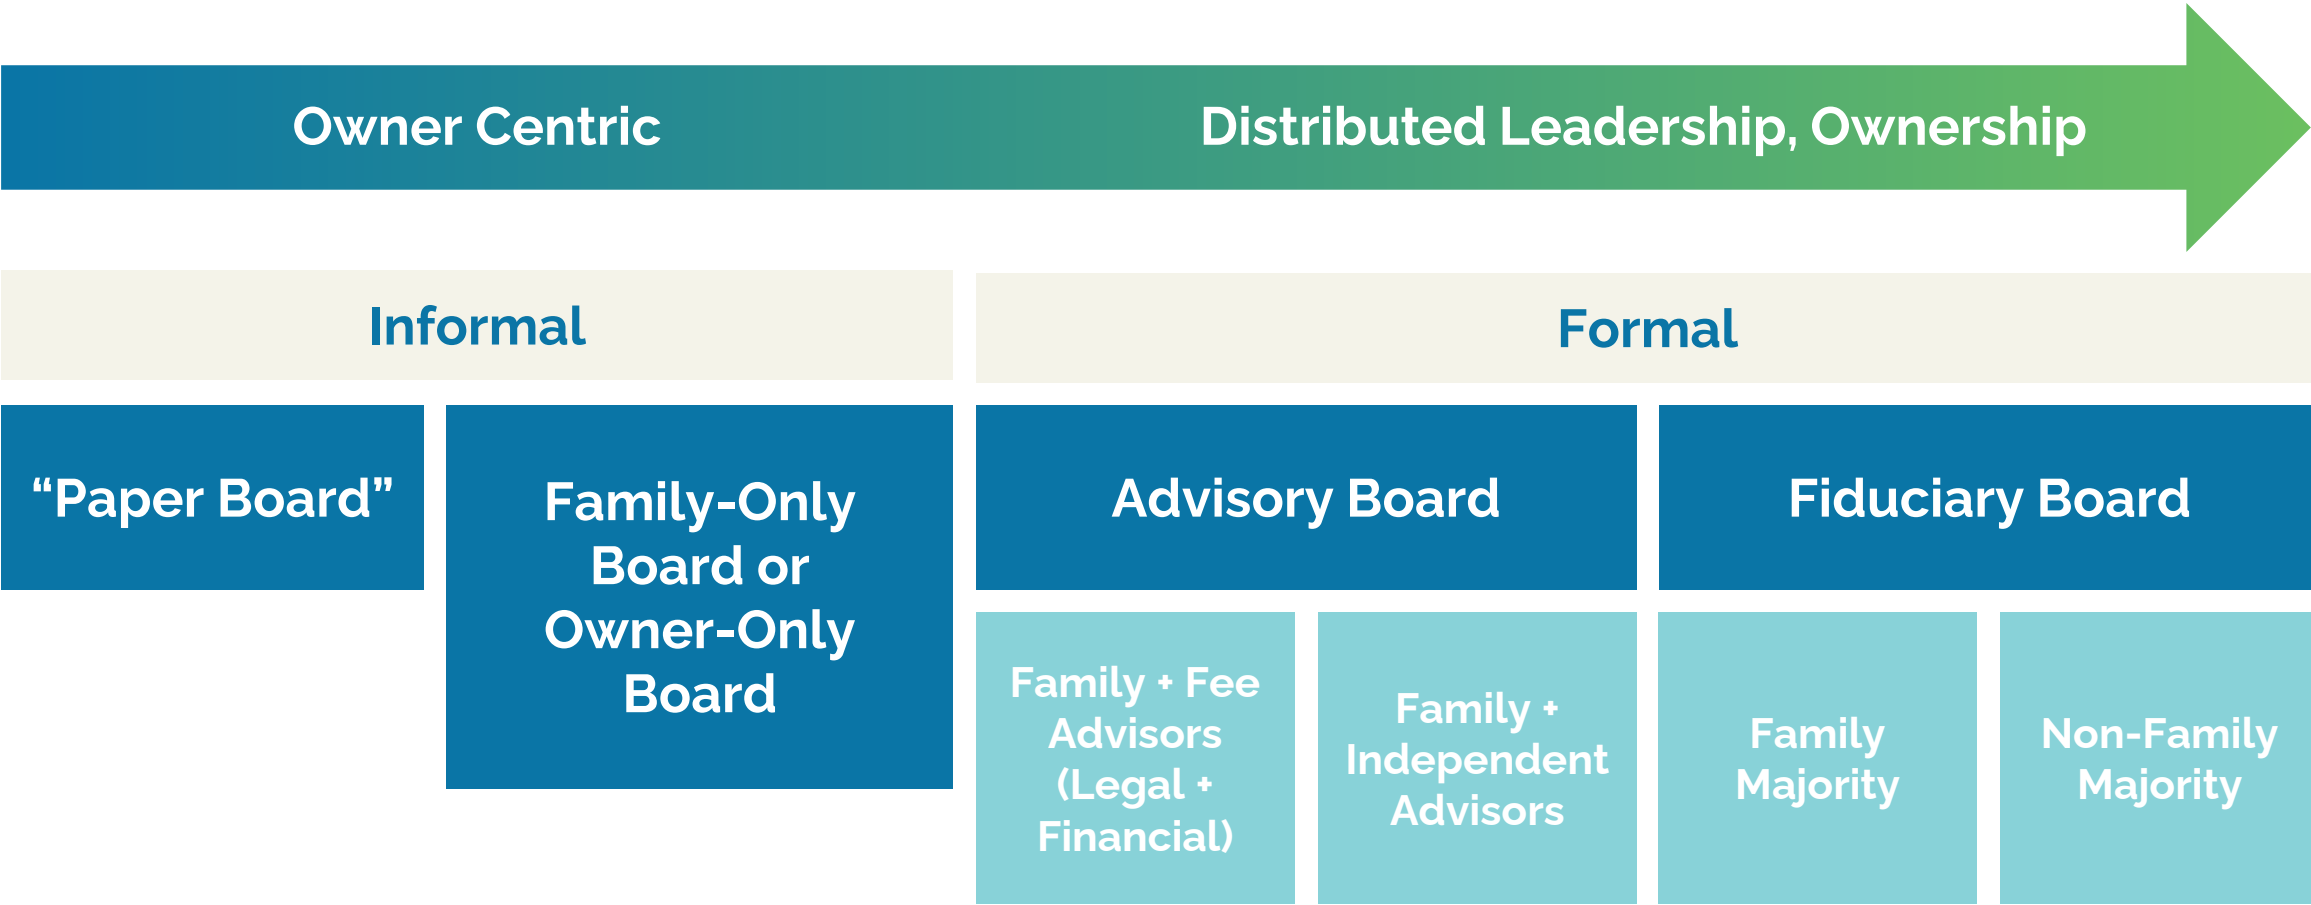 Owner Centric
Distributed Leadership, Ownership
Informal
Formal
“Paper Board”
Family-Only
Board or
Owner-Only
Board
Advisory Board
Fiduciary Board
Family + Fee
Advisors
(Legal +
Financial)
Family +
Independent
Advisors
Family
Majority
Non-Family
Majority